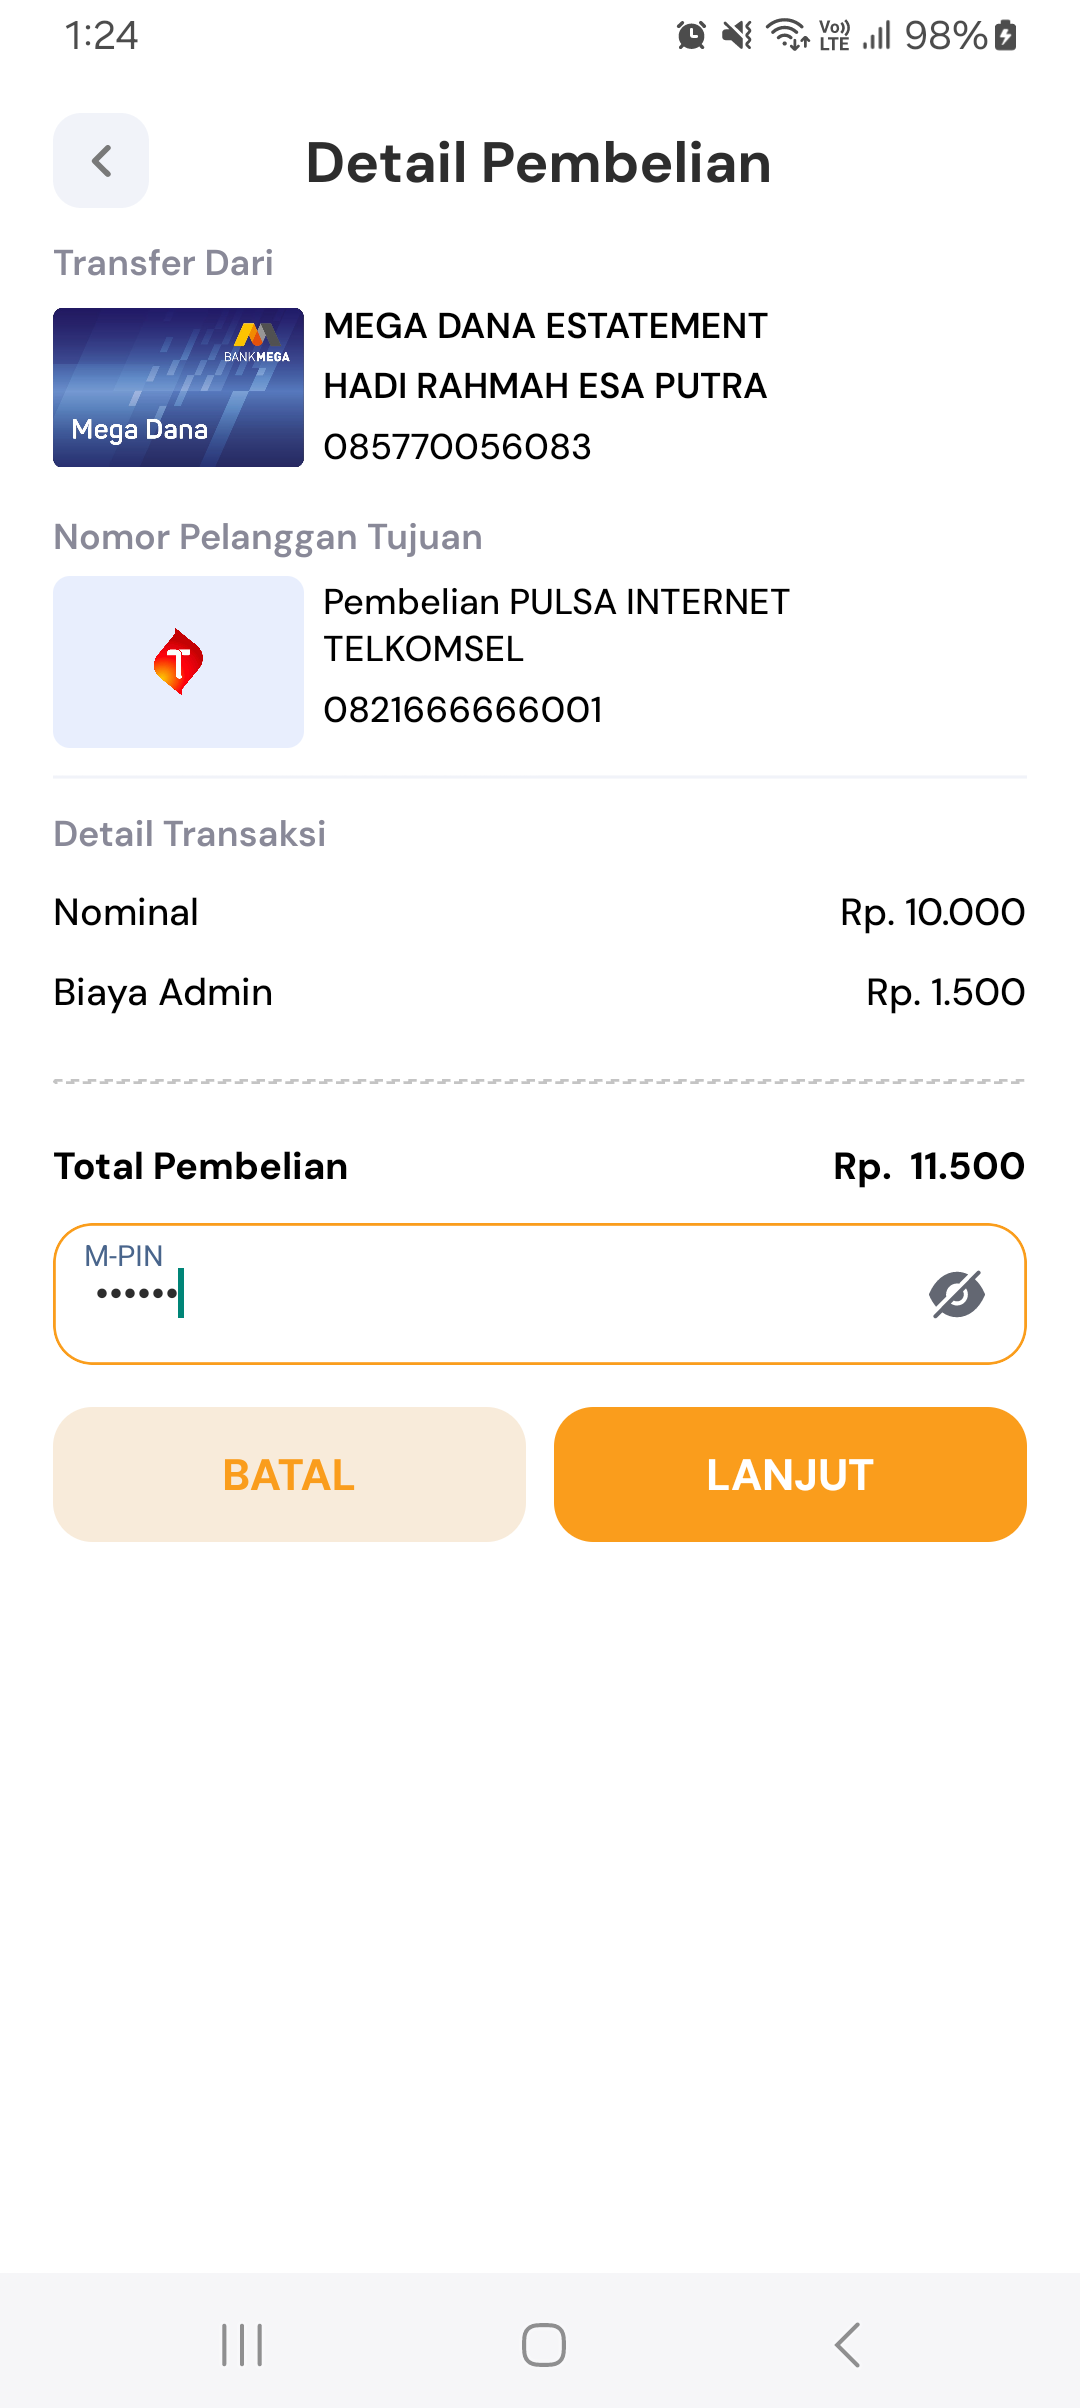 1:24
Vo)) LTE
98%
Detail Pembelian
Transfer Dari
BANKMEGA
Mega Dana
MEGA DANA ESTATEMENT
HADI RAHMAH ESA PUTRA
085770056083
Nomor Pelanggan Tujuan
T
Pembelian PULSA INTERNET
TELKOMSEL
0821666666001
Detail Transaksi
Nominal Rp. 10.000
Biaya Admin Rp. 1.500
Total Pembelian Rp. 11.500
M-PIN
••••••
BATAL
LANJUT